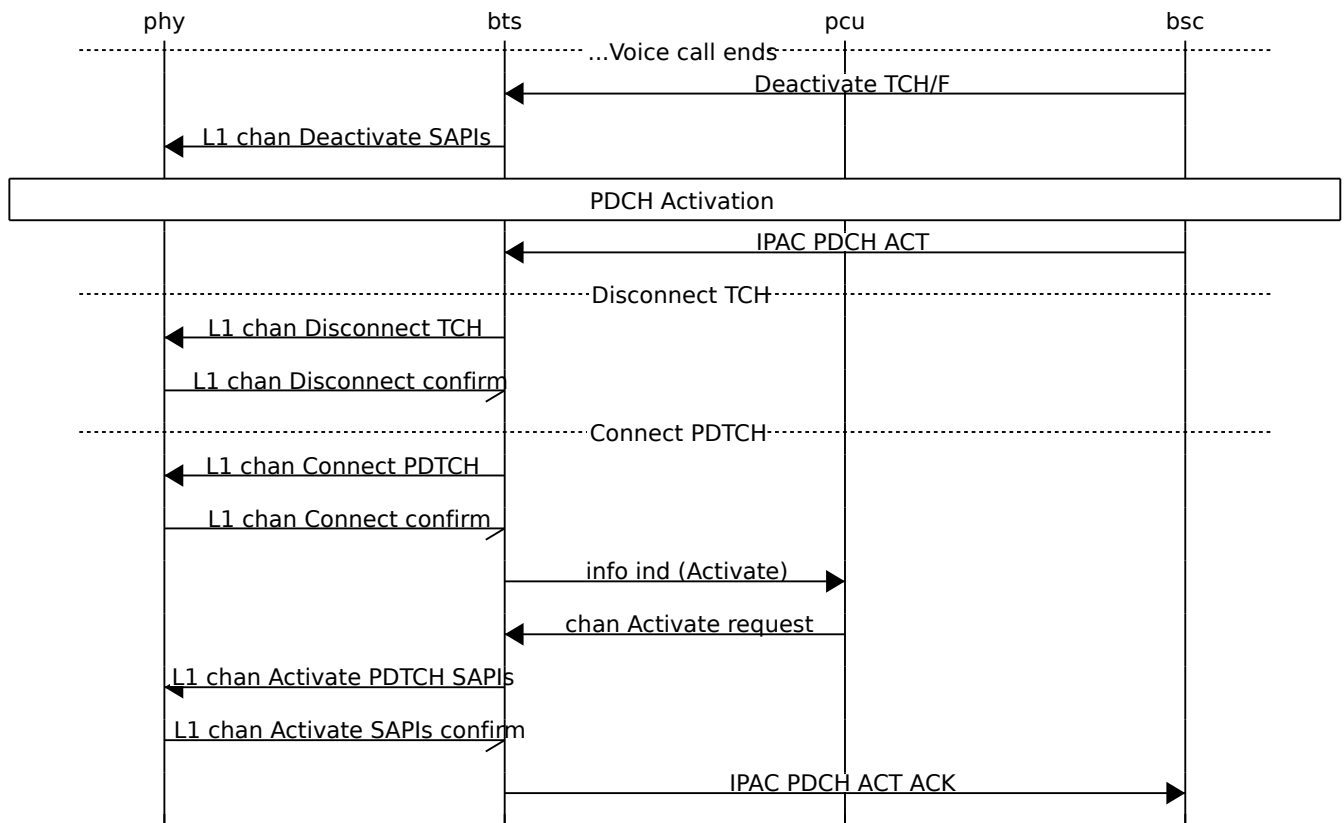 phy bts pcu bsc
...Voice call ends
Deactivate TCH/F
L1 chan Deactivate SAPIs
PDCH Activation
IPAC PDCH ACT
Disconnect TCH
L1 chan Disconnect TCH
L1 chan Disconnect confirm
Connect PDTCH
L1 chan Connect PDTCH
L1 chan Connect confirm
info ind (Activate)
chan Activate request
L1 chan Activate PDTCH SAPIs
L1 chan Activate SAPIs confirm
IPAC PDCH ACT ACK